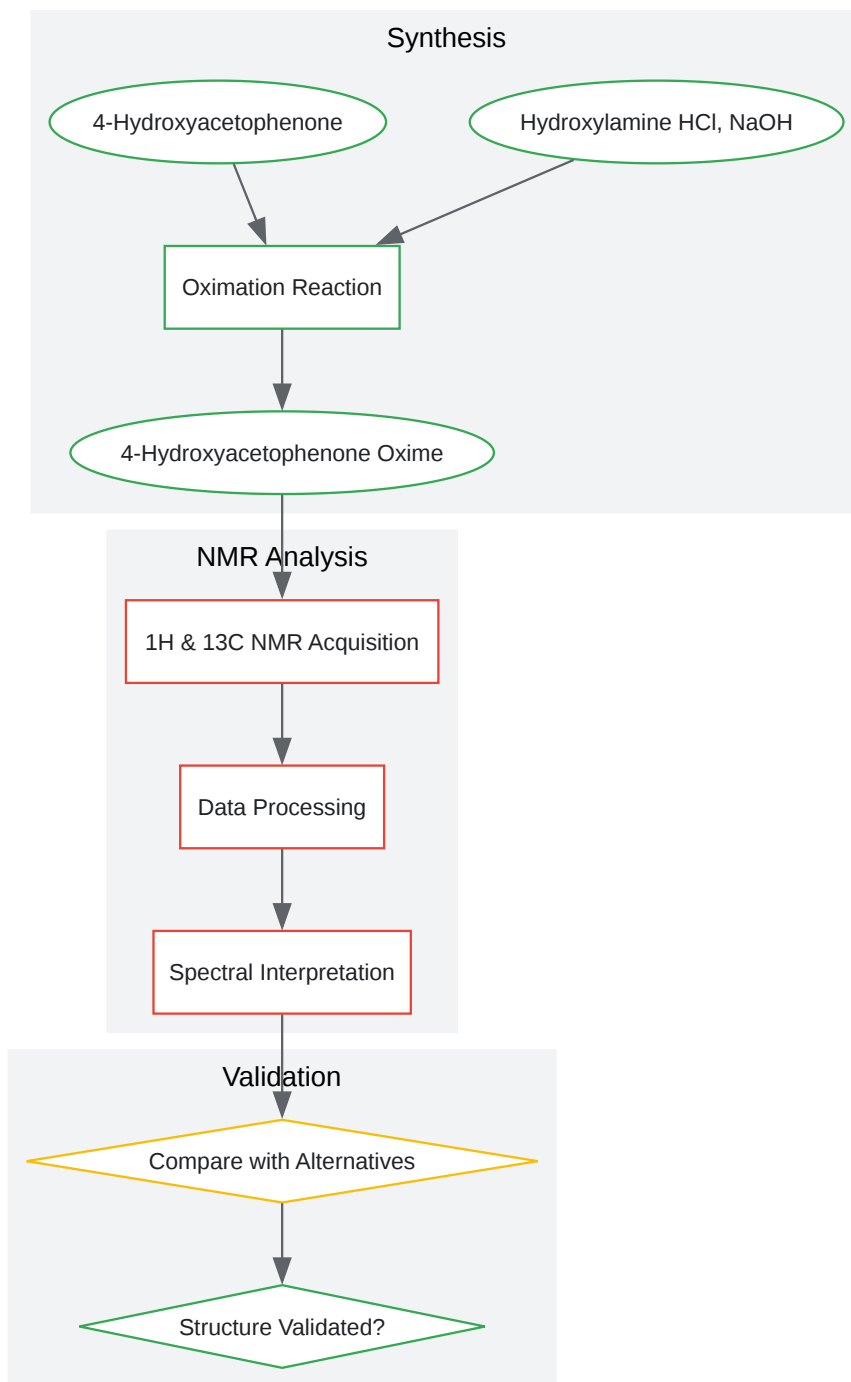 Synthesis
4-Hydroxyacetophenone
Hydroxylamine HCl, NaOH
Oximation Reaction
4-Hydroxyacetophenone Oxime
NMR Analysis
1H & 13C NMR Acquisition
Data Processing
Spectral Interpretation
Validation
Compare with Alternatives
Structure Validated?